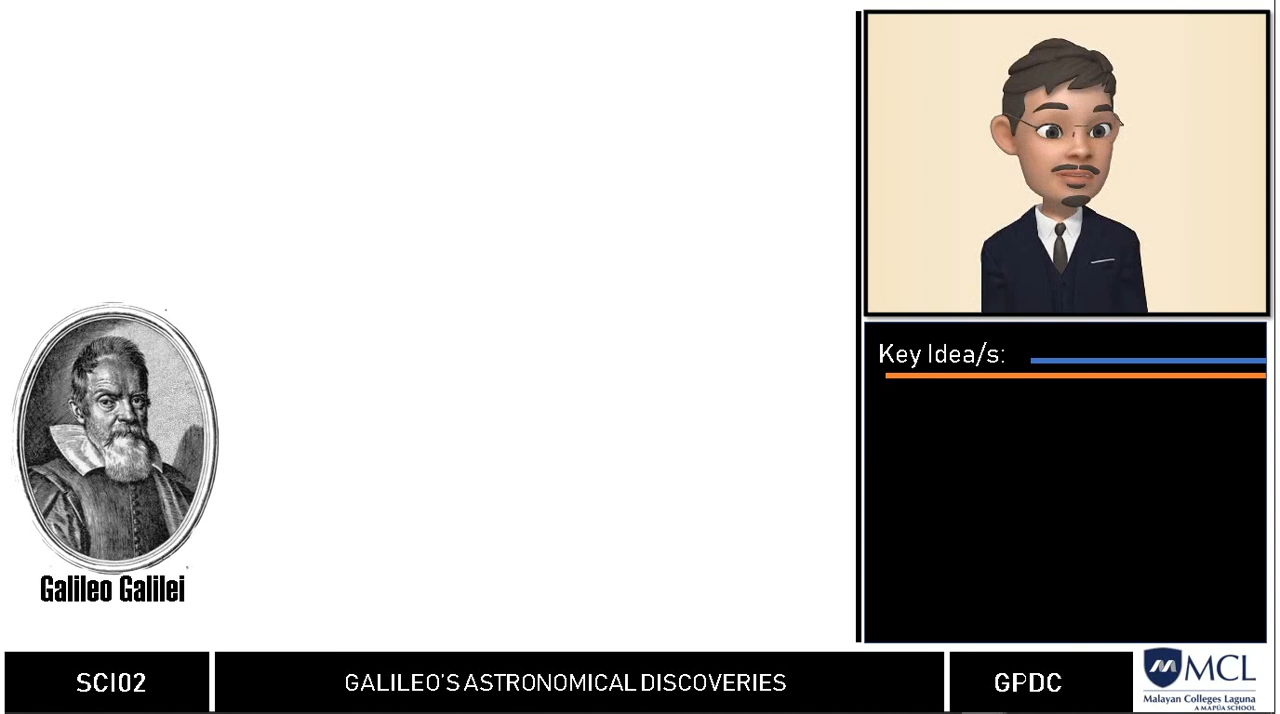 Key Idea/s:
Galileo Galilei
SCI02
GALILEO'S ASTRONOMICAL DISCOVERIES
GPDC
MCL
Malayan Colleges Laguna
A MAPÚA SCHOOL